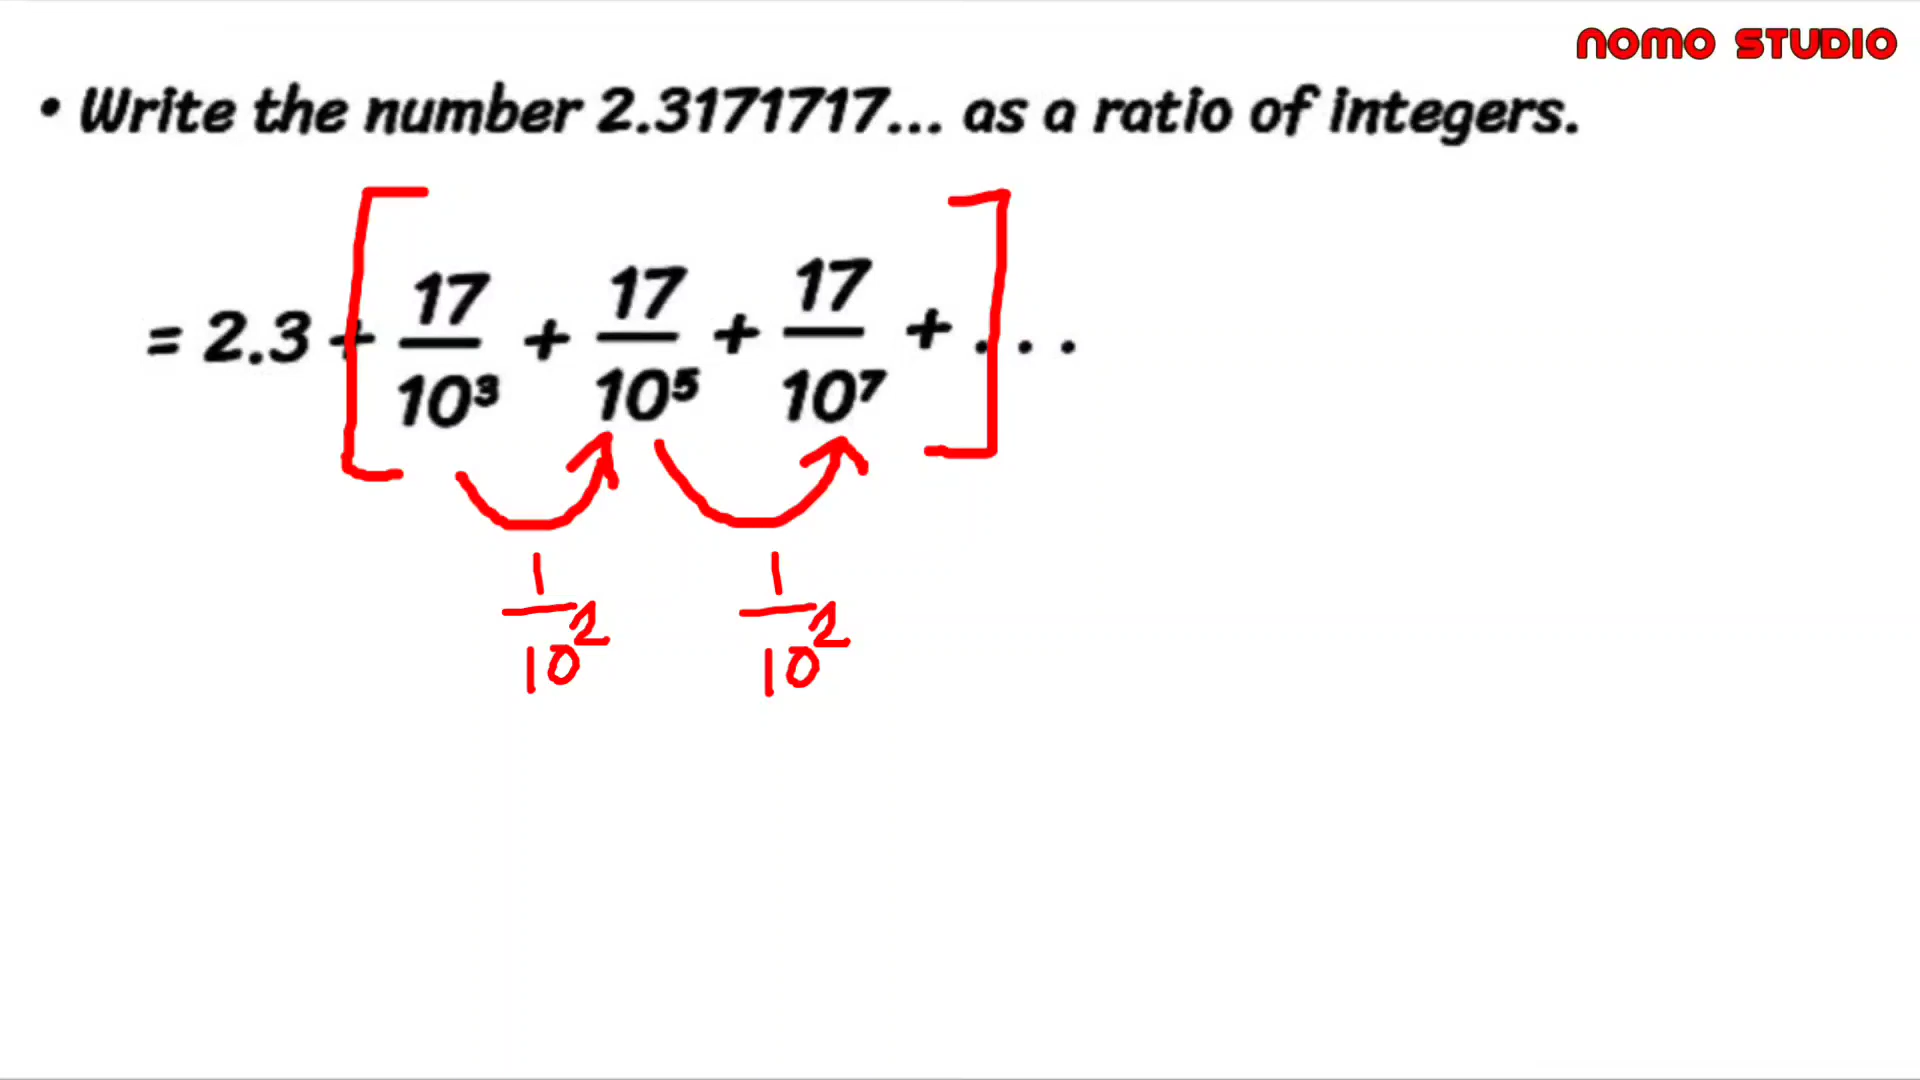 NOMO STUDIO
• Write the number 2.3171717... as a ratio of integers.
= 2.3 + [17/10³ + 17/10⁵ + 17/10⁷ + ] . . .
1/10² 1/10²